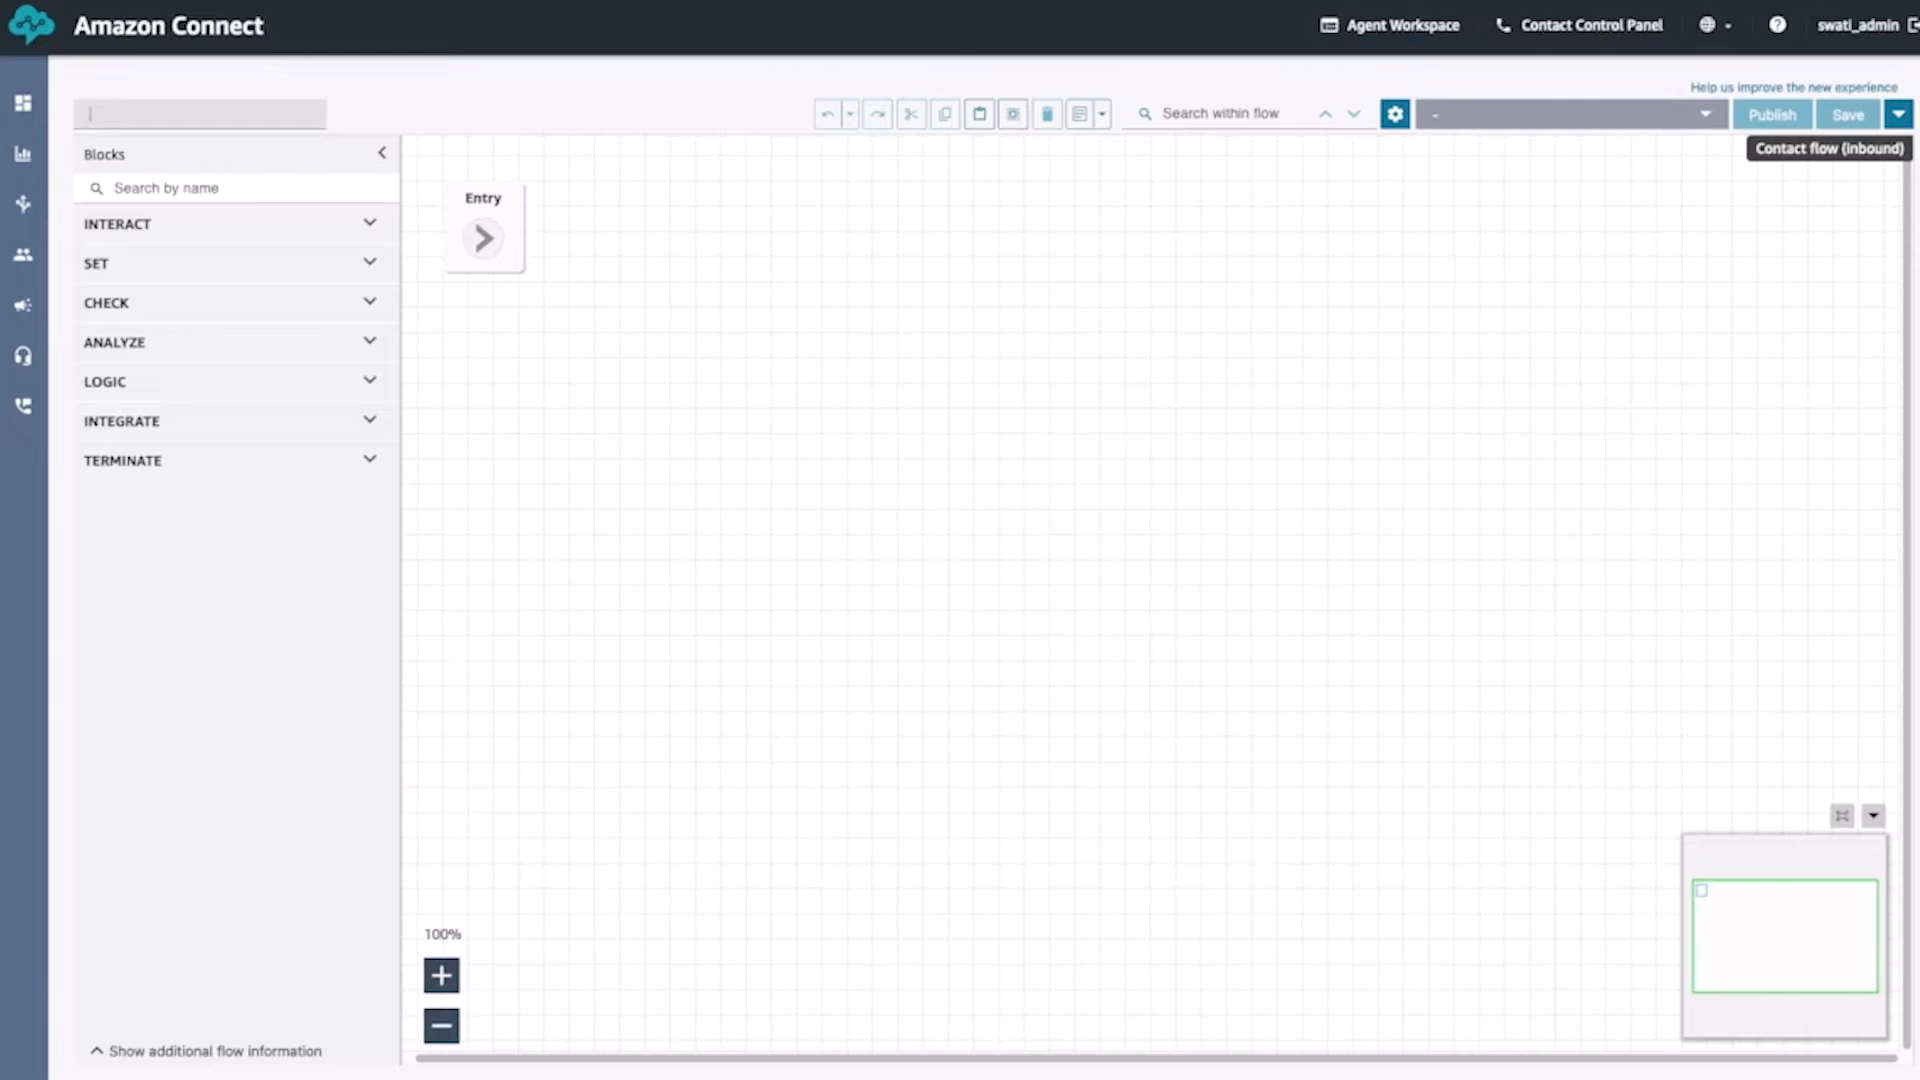 Amazon Connect
Agent Workspace
Contact Control Panel
swati_admin
Help us improve the new experience
Search within flow
-
Publish
Save
Contact flow (inbound)
Blocks
Search by name
INTERACT
SET
CHECK
ANALYZE
LOGIC
INTEGRATE
TERMINATE
Entry
100%
Show additional flow information